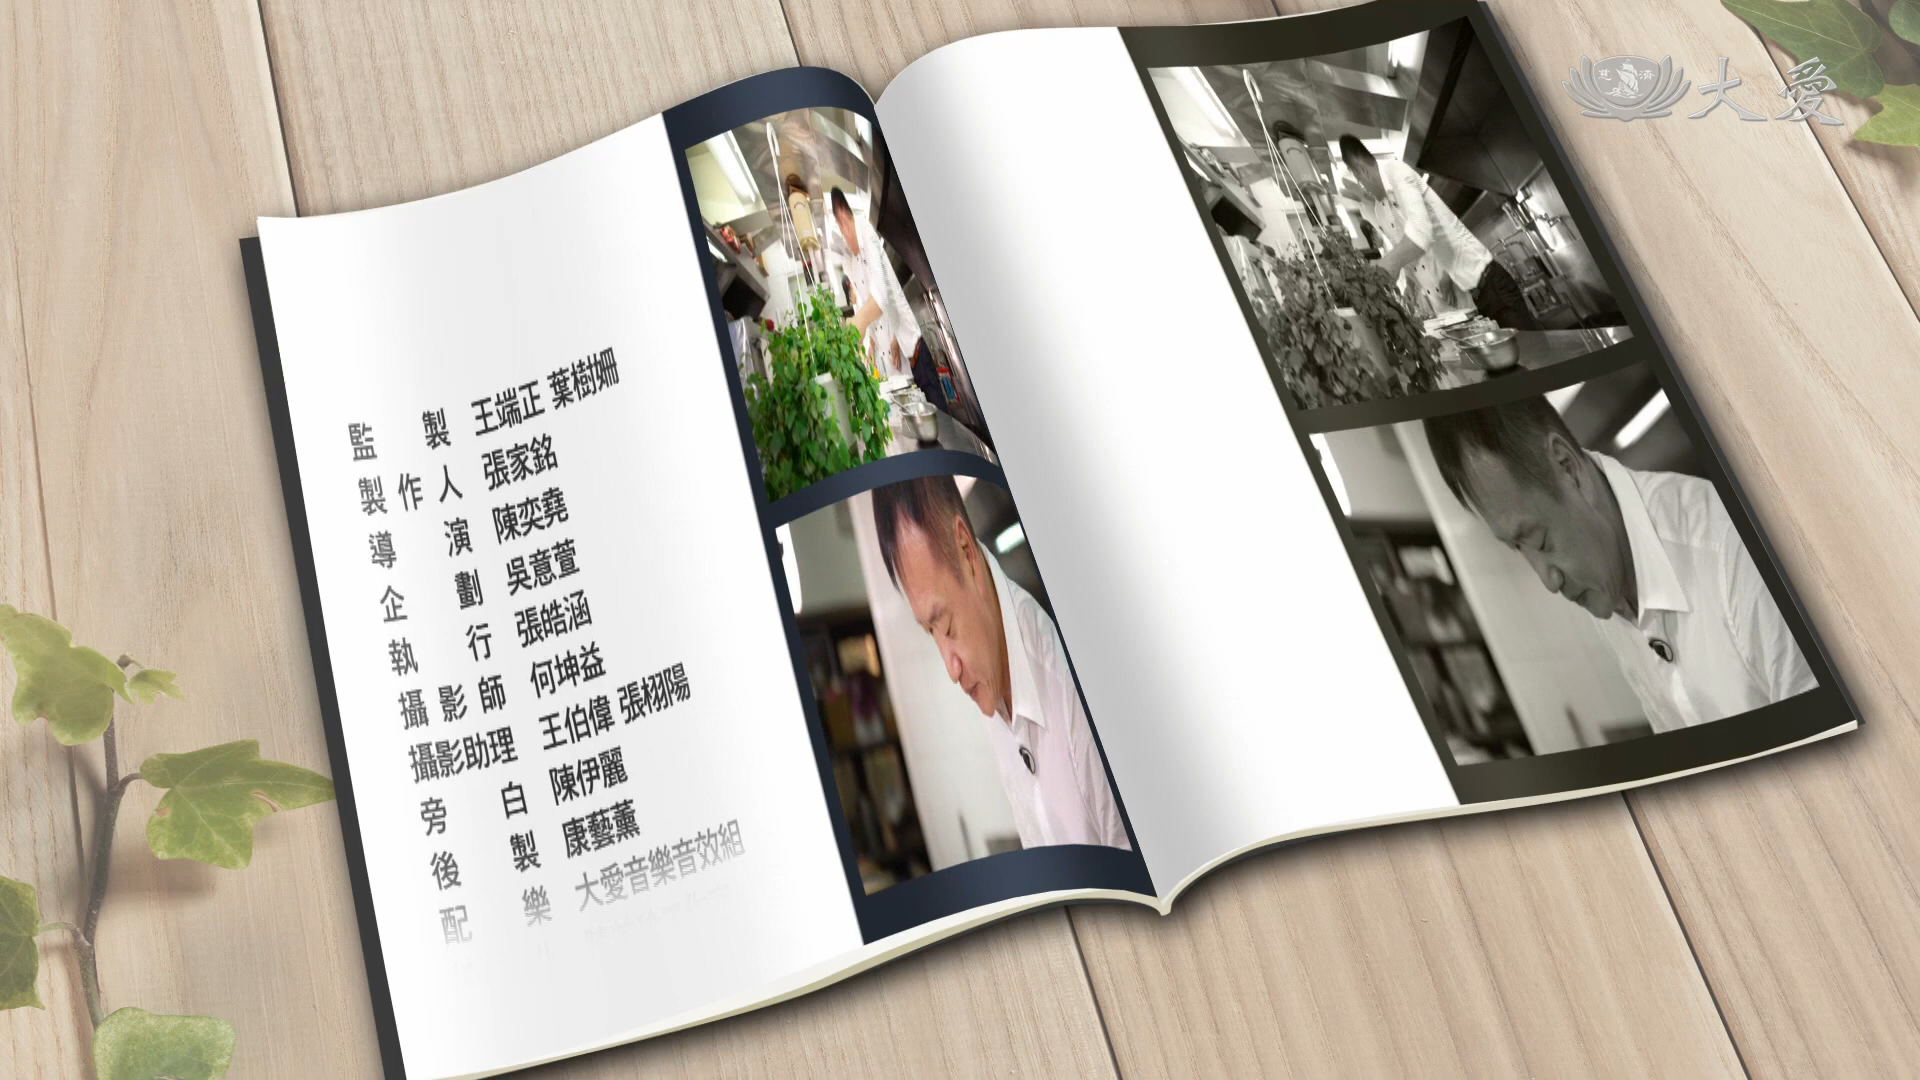 慈濟
大愛
監製 王端正 葉樹姍
製作人 張家銘
導演 陳奕堯
企劃 吳意萱
執行 張皓涵
攝影師 何坤益
攝影助理 王伯偉 張栩陽
旁白 陳伊麗
後製 康藝薰
配樂 大愛音樂音效組